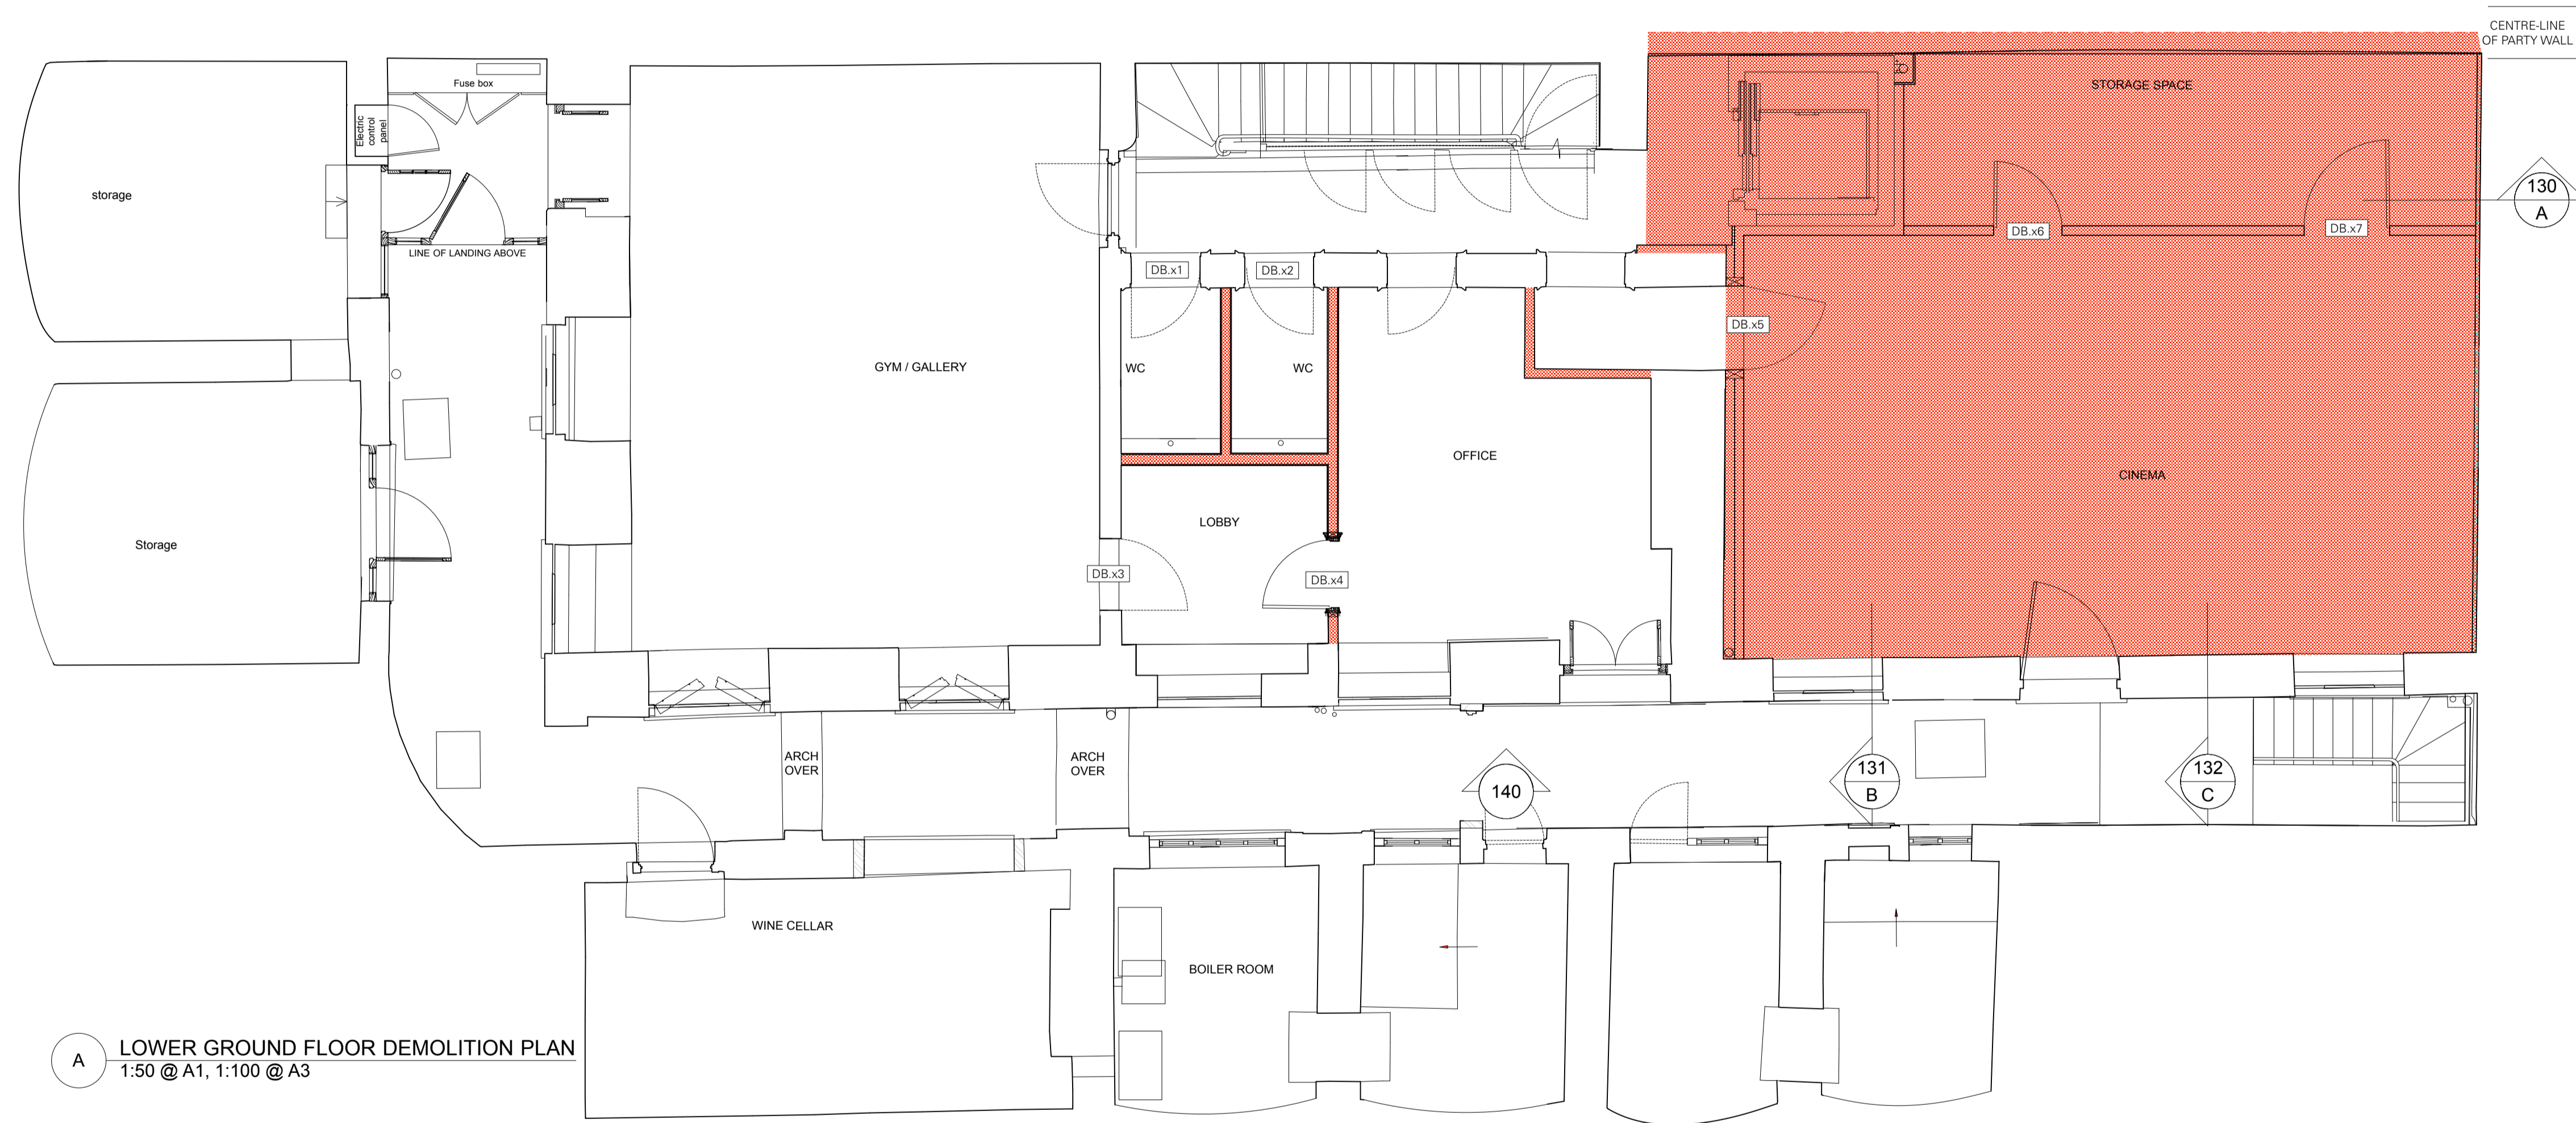 CENTRE-LINE
OF PARTY WALL
Fuse box
STORAGE SPACE
Electric
control
panel
130
A
storage
DB.x6
DB.x7
LINE OF LANDING ABOVE
DB.x1
DB.x2
DB.x5
GYM / GALLERY
WC
WC
OFFICE
CINEMA
LOBBY
Storage
DB.x3
DB.x4
ARCH
OVER
ARCH
OVER
131
B
132
C
140
WINE CELLAR
BOILER ROOM
A
LOWER GROUND FLOOR DEMOLITION PLAN
1:50 @ A1, 1:100 @ A3